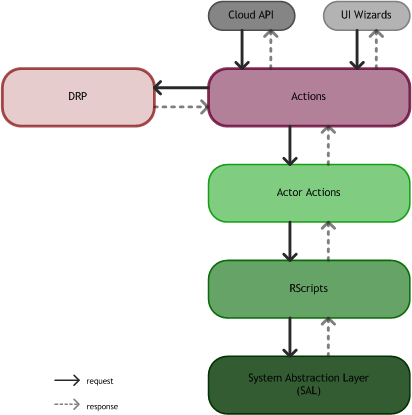 Cloud API
UI Wizards
DRP
Actions
Actor Actions
RScripts
System Abstraction Layer
(SAL)
request
response